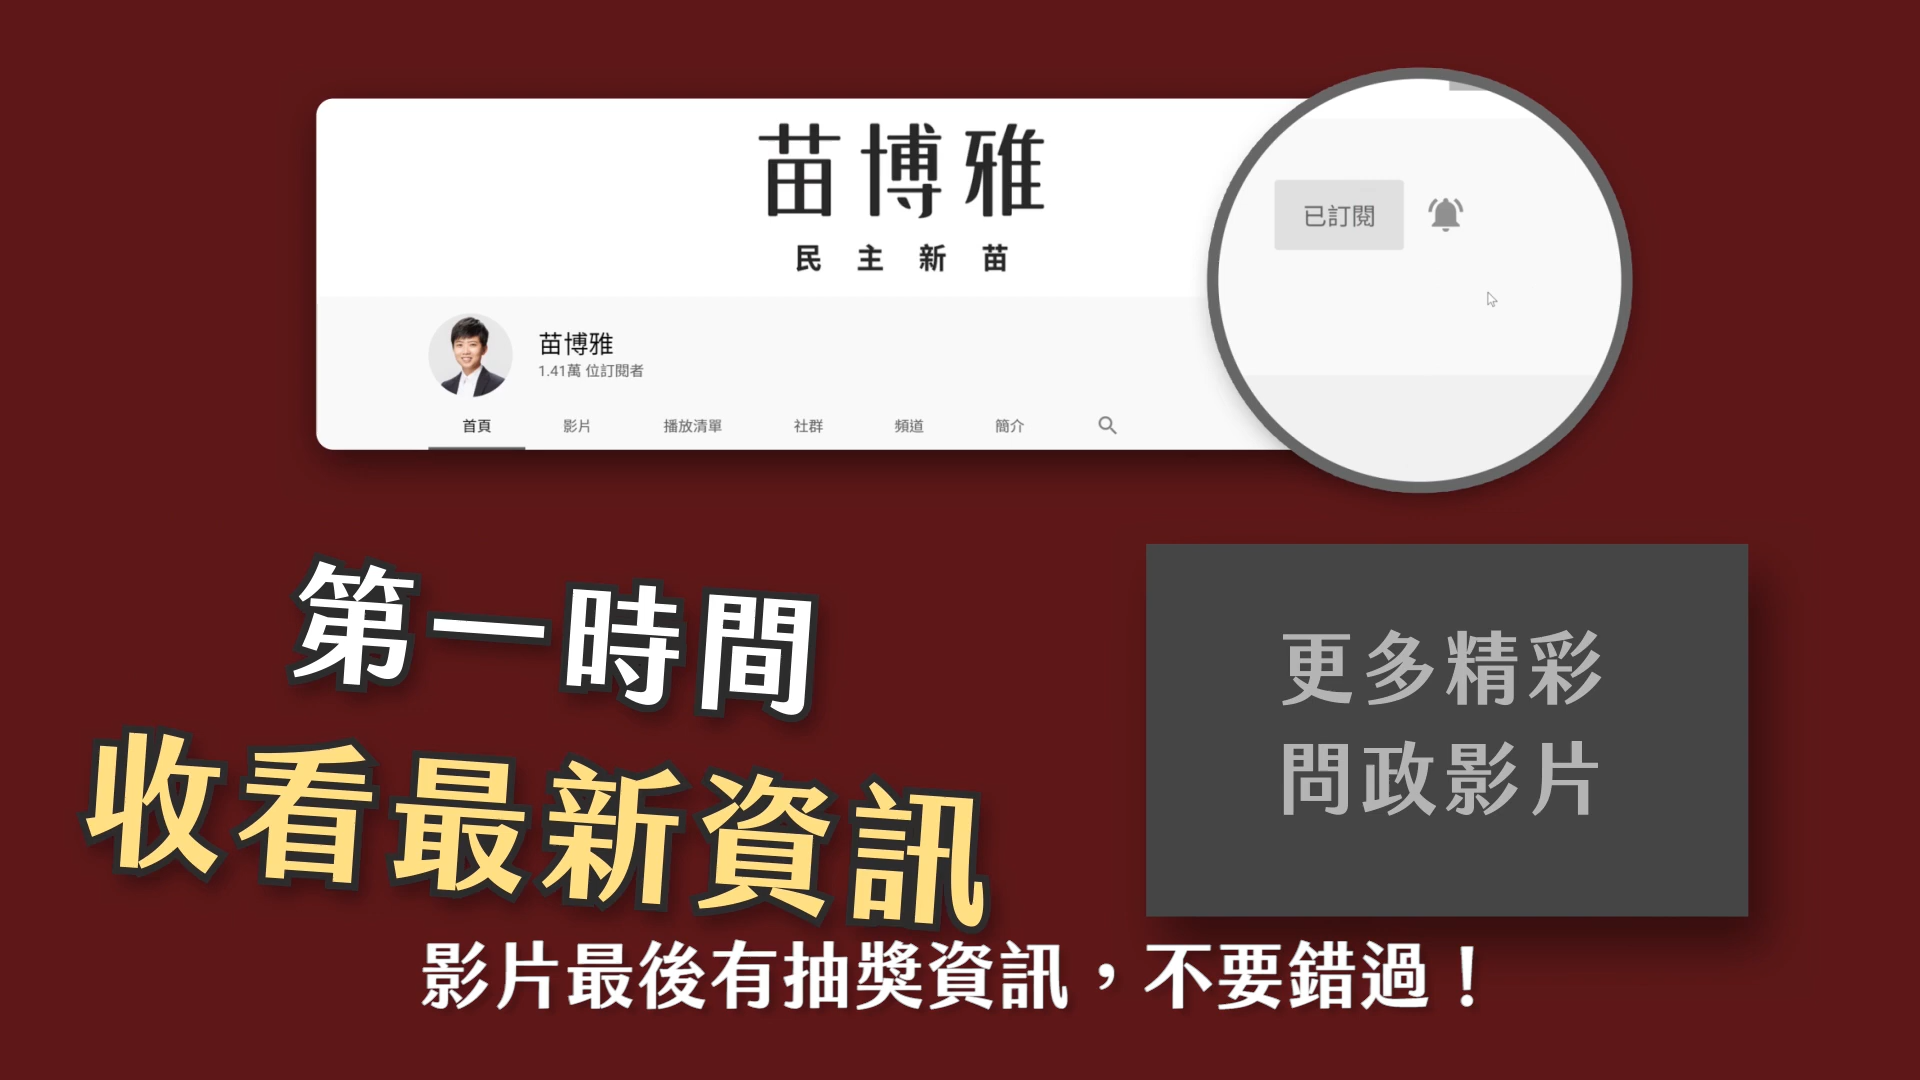 苗博雅
民主新苗
已訂閱
苗博雅
1.41萬 位訂閱者
首頁 影片 播放清單 社群 頻道 簡介
第一時間
收看最新資訊
更多精彩
問政影片
影片最後有抽獎資訊，不要錯過！